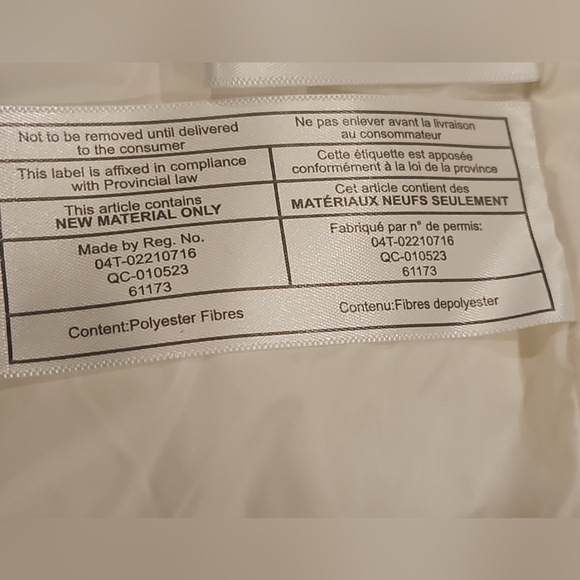 Not to be removed until delivered
to the consumer
Ne pas enlever avant la livraison
au consommateur
This label is affixed in compliance
with Provincial law
Cette étiquette est apposée
conformément à la loi de la province
This article contains
NEW MATERIAL ONLY
Cet article contient des
MATÉRIAUX NEUFS SEULEMENT
Made by Reg. No.
04T-02210716
QC-010523
61173
Fabriqué par n° de permis:
04T-02210716
QC-010523
61173
Content:Polyester Fibres
Contenu:Fibres depolyester